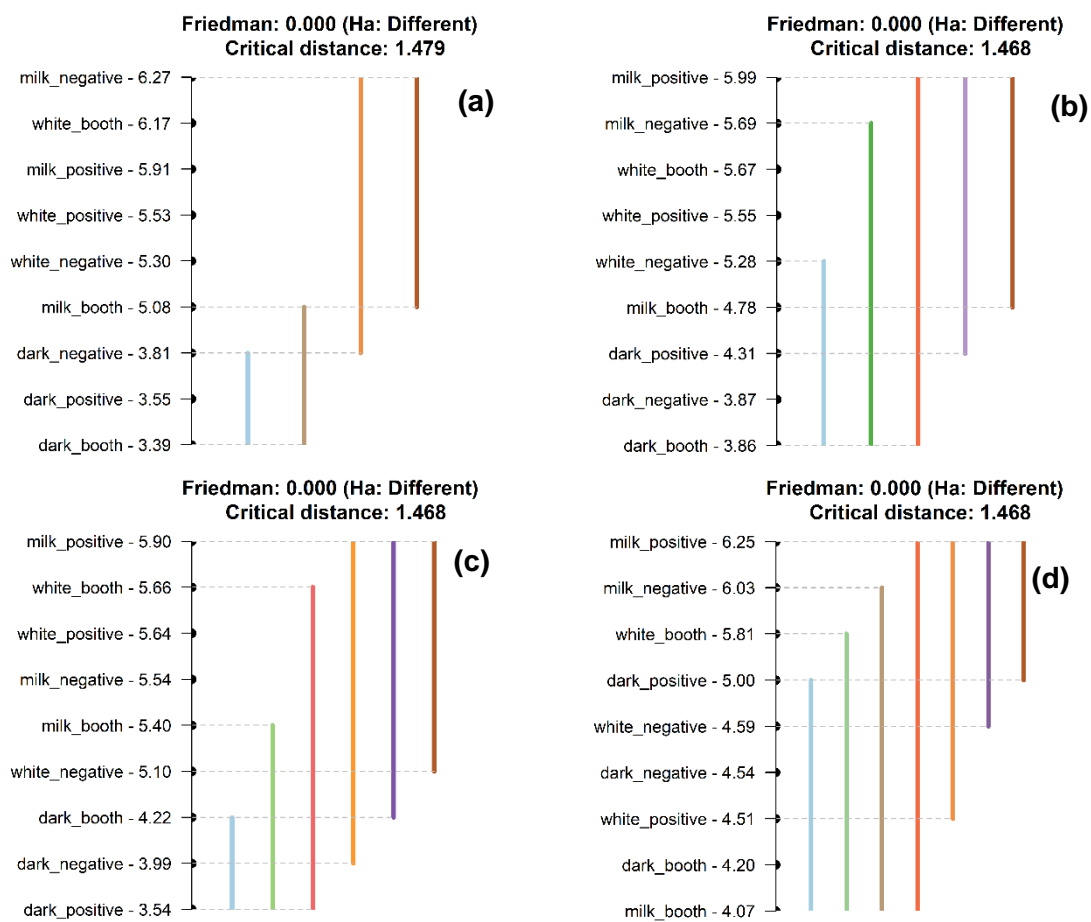 Friedman: 0.000 (Ha: Different)
Critical distance: 1.479
milk_negative - 6.27
white_booth - 6.17
milk_positive - 5.91
white_positive - 5.53
white_negative - 5.30
milk_booth - 5.08
dark_negative - 3.81
dark_positive - 3.55
dark_booth - 3.39
(a)
Friedman: 0.000 (Ha: Different)
Critical distance: 1.468
milk_positive - 5.99
milk_negative - 5.69
white_booth - 5.67
white_positive - 5.55
white_negative - 5.28
milk_booth - 4.78
dark_positive - 4.31
dark_negative - 3.87
dark_booth - 3.86
(b)
Friedman: 0.000 (Ha: Different)
Critical distance: 1.468
milk_positive - 5.90
white_booth - 5.66
white_positive - 5.64
milk_negative - 5.54
milk_booth - 5.40
white_negative - 5.10
dark_booth - 4.22
dark_negative - 3.99
dark_positive - 3.54
(c)
Friedman: 0.000 (Ha: Different)
Critical distance: 1.468
milk_positive - 6.25
milk_negative - 6.03
white_booth - 5.81
dark_positive - 5.00
white_negative - 4.59
dark_negative - 4.54
white_positive - 4.51
dark_booth - 4.20
milk_booth - 4.07
(d)